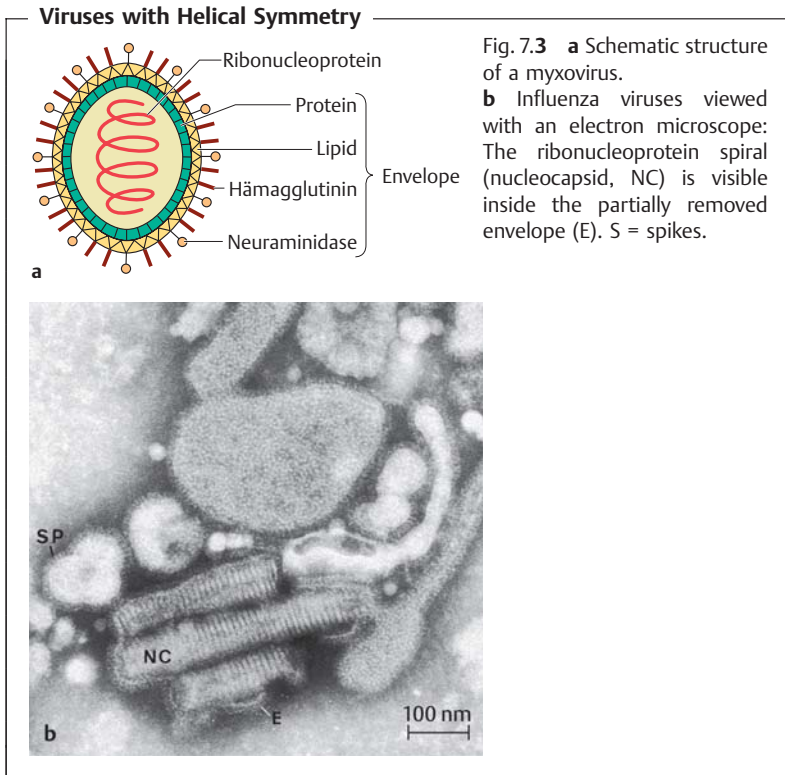 Viruses with Helical Symmetry
Ribonucleoprotein
Protein
Lipid
Hämagglutinin
Neuraminidase
Envelope
a
Fig. 7.3 a Schematic structure
of a myxovirus.
b Influenza viruses viewed
with an electron microscope:
The ribonucleoprotein spiral
(nucleocapsid, NC) is visible
inside the partially removed
envelope (E). S = spikes.
SP
NC
E
100 nm
b